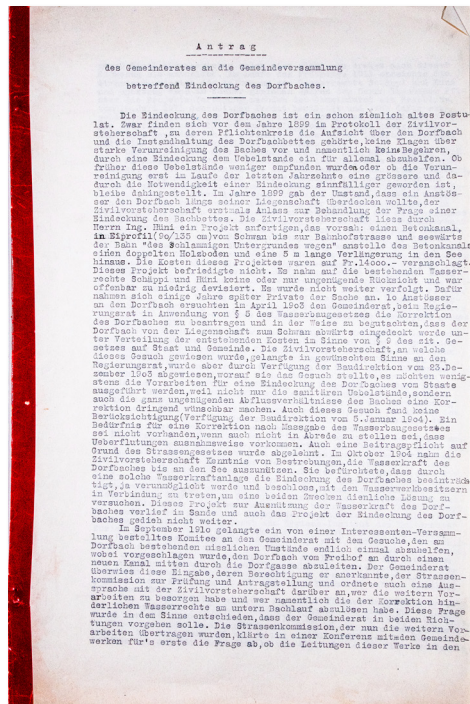 Antrag
des Gemeinderates an die Gemeindeversammlung
betreffend Eindeckung des Dorfbaches.
Die Eindeckung des Dorfbaches ist ein schon ziemlich altes Postu-
lat. Zwar finden sich vor dem Jahre 1899 im Protokoll der Zivilvor-
steherschaft ,zu deren Pflichtenkreis die Aufsicht über den Dorfbach
und die Instandhaltung des Dorfbachbettes gehörte,keine Klagen über
starke Verunreinigung des Baches vor und namentlich kein Begehren,
durch eine Eindeckung dem Uebelstande ein für allemal abzuhelfen. Ob
früher diese Uebelstände weniger empfunden wurden oder die Verun-
reinigung erst im Laufe der letzten Jahrzehnte eine grössere und da-
durch die Notwendigkeit einer Eindeckung sinnfälliger geworden ist,
bleibe dahingestellt. Im Jahre 1899 gab der Umstand,dass ein Anstös-
ser den Dorfbach längs seiner Liegenschaft überdecken wollte,der
Zivilvorsteherschaft erstmals Anlass zur Behandlung der Frage einer
Eindeckung des Bachbettes. Die Zivilvorsteherschaft liess durch
Herrn Ing. Hüni ein Projekt anfertigen,das vorsah: einen Betonkanal,
in Eiprofil(90/135 cm)vom Schwan bis zur Bahnhofstrasse und seewärts
der Bahn "des schlammigen Untergrundes wegen" anstelle des Betonkanals
einen doppelten Holzboden und eine 5 m lange Verlängerung in den See
hinaus. Die Kosten dieses Projektes waren auf Fr.14000.- veranschlagt.
Dieses Projekt befriedigte nicht. Es nahm auf die bestehenden Wasser-
rechte Schäppi und Hüni keine oder nur ungenügende Rücksicht und war
offenbar zu niedrig devisiert. Es wurde nicht weiter verfolgt. Dafür
nahmen sich einige Jahre später Private der Sache an. 10 Anstösser
an den Dorfbach ersuchten im April 1903 den Gemeinderat,beim Regie-
rungsrat in Anwendung von § 5 des Wasserbaugesetzes die Korrektion
des Dorfbaches zu beantragen und in der Weise zu begutachten,dass der
Dorfbach von der Liegenschaft zum Schwan abwärts eingedeckt werde un-
ter Verteilung der entstehenden Kosten im Sinne von § 9 des zit. Ge-
setzes auf Staat und Gemeinde. Die Zivilvorsteherschaft,an welche
dieses Gesuch gewiesen wurde,gelangte in gewünschtem Sinne an den
Regierungsrat,wurde aber durch Verfügung der Baudirektion vom 23.De-
zember 1903 abgewiesen,worauf sie das Gesuch stellte,es möchten wenig-
stens die Vorarbeiten für eine Eindeckung des Dorfbaches vom Staate
ausgeführt werden,weil nicht nur die sanitären Uebelstände,sondern
auch die ganz ungenügenden Abflussverhältnisse des Baches eine Kor-
rektion dringend wünschbar machen. Auch dieses Gesuch fand keine
Berücksichtigung(Verfügung der Baudirektion vom 5.Januar 1904). Ein
Bedürfnis für eine Korrektion nach Massgabe des Wasserbaugesetzes
sei nicht vorhanden,wenn auch nicht in Abrede zu stellen sei,dass
Ueberflutungen ausnahmsweise vorkommen. Auch eine Beitragspflicht auf
Grund des Strassengesetzes wurde abgelehnt. Im Oktober 1904 nahm die
Zivilvorsteherschaft Kenntnis von Bestrebungen,die Wasserkraft des
Dorfbaches bis an den See auszunützen. Sie befürchtete,dass durch
eine solche Wasserkraftanlage die Eindeckung des Dorfbaches beeinträch-
tigt,ja verunmöglicht werde und beschloss,mit den Wasserwerkbesitzern
in Verbindung zu treten,um eine beiden Zwecken dienliche Lösung zu
versuchen. Dieses Projekt zur Ausnützung der Wasserkraft des Dorf-
baches verlief im Sande und auch das Projekt der Eindeckung des Dorf-
baches gedieh nicht weiter.
Im September 1910 gelangte ein von einer Interessenten-Versamm-
lung bestelltes Komitee an den Gemeinderat mit dem Gesuche,den am
Dorfbach bestehenden misslichen Umstände endlich einmal abzuhelfen,
wobei vorgeschlagen wurde,den Dorfbach vom Freihof an durch einen
neuen Kanal mitten durch die Dorfgasse abzuleiten. Der Gemeinderat
überwies diese Eingabe,deren Berechtigung er anerkannte,der Strassen-
kommission zur Prüfung und Antragstellung und ordnete auch eine Aus-
sprache mit der Zivilvorsteherschaft darüber an,wer die weitern Vor-
arbeiten zu besorgen habe und wer namentlich die der Korrektion hin-
derlichen Wasserrechte am untern Bachlauf abzulösen habe. Diese Frage
wurde in dem Sinne entschieden,dass der Gemeinderat in beiden Rich-
tungen vorgehen solle. Die Strassenkommission,der nun die weitern Vor-
arbeiten übertragen wurden,klärte in einer Konferenz mit den Gemeinde-
werken für's erste die Frage ab,ob die Leitungen dieser Werke in den